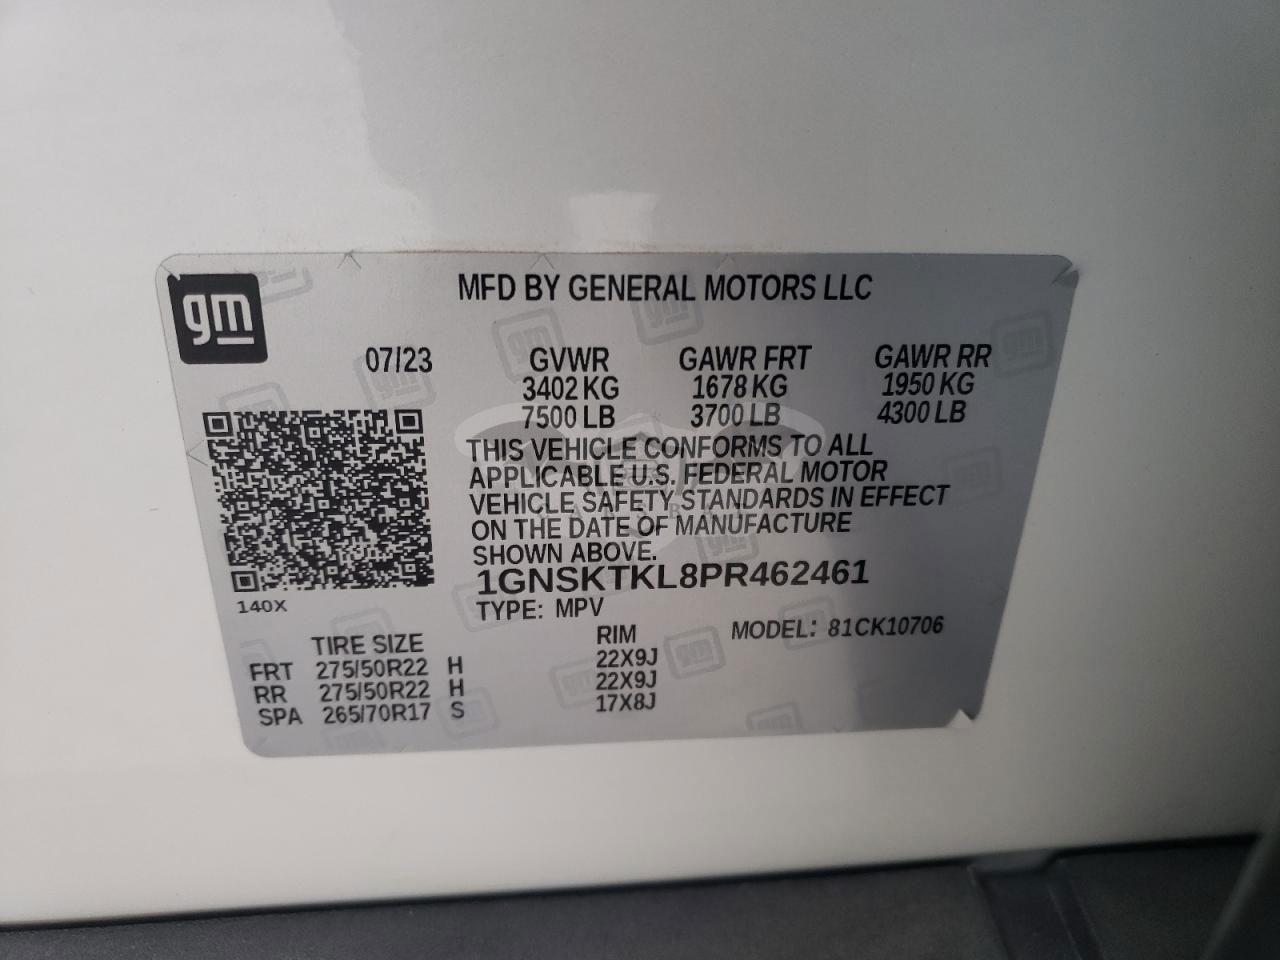 gm
MFD BY GENERAL MOTORS LLC
07/23 GVWR GAWR FRT GAWR RR
3402 KG 1678 KG 1950 KG
7500 LB 3700 LB 4300 LB
THIS VEHICLE CONFORMS TO ALL
APPLICABLE U.S. FEDERAL MOTOR
VEHICLE SAFETY STANDARDS IN EFFECT
ON THE DATE OF MANUFACTURE
SHOWN ABOVE.
1GNSKTKL8PR462461
140X
TYPE: MPV
TIRE SIZE RIM MODEL: 81CK10706
FRT 275/50R22 H 22X9J
RR 275/50R22 H 22X9J
SPA 265/70R17 S 17X8J